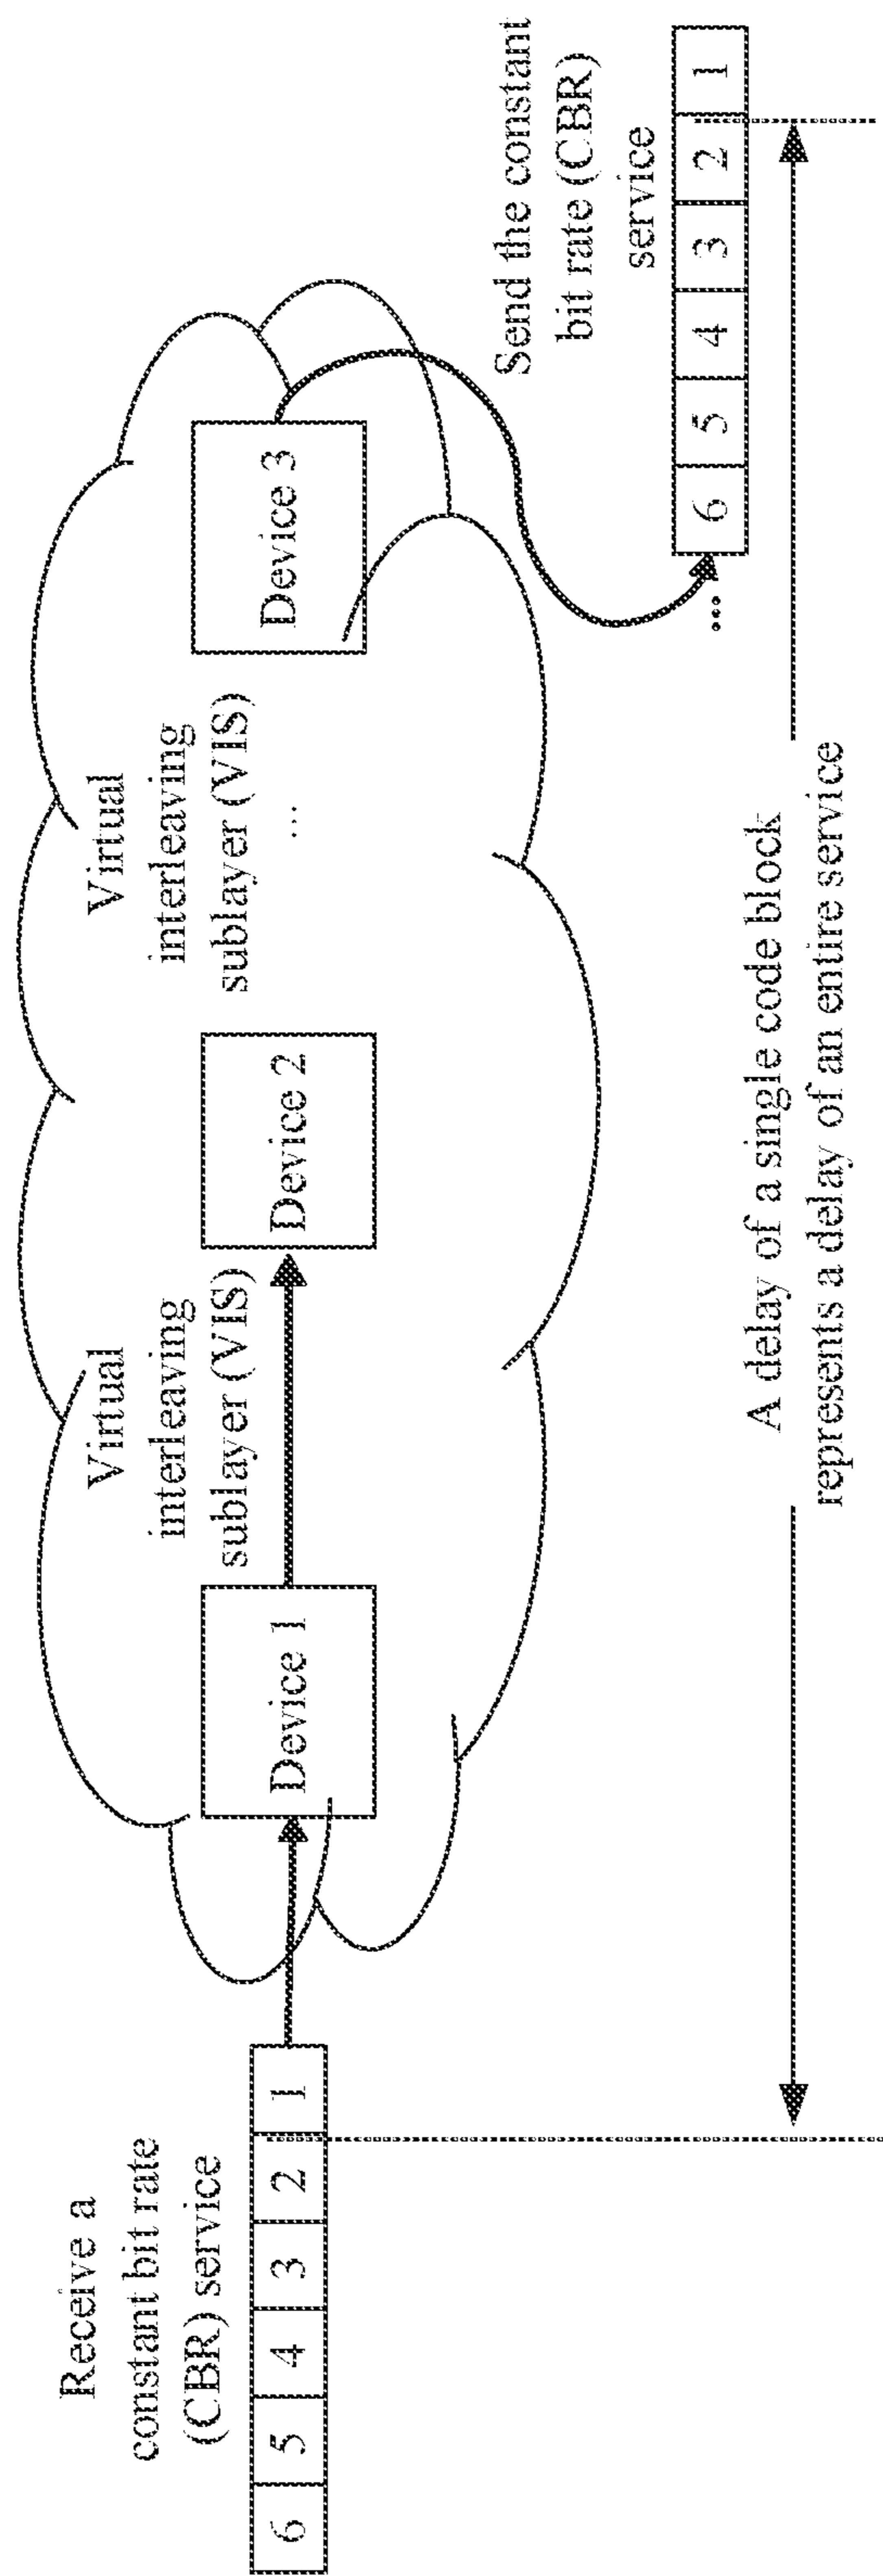 Receive a
constant bit rate
(CBR) service
6 5 4 3 2 1
Virtual
interleaving
sublayer (VIS)
Device 1
Device 2
Virtual
interleaving
sublayer (VIS)
...
Device 3
Send the constant
bit rate (CBR)
service
... 6 5 4 3 2 1
A delay of a single code block
represents a delay of an entire service